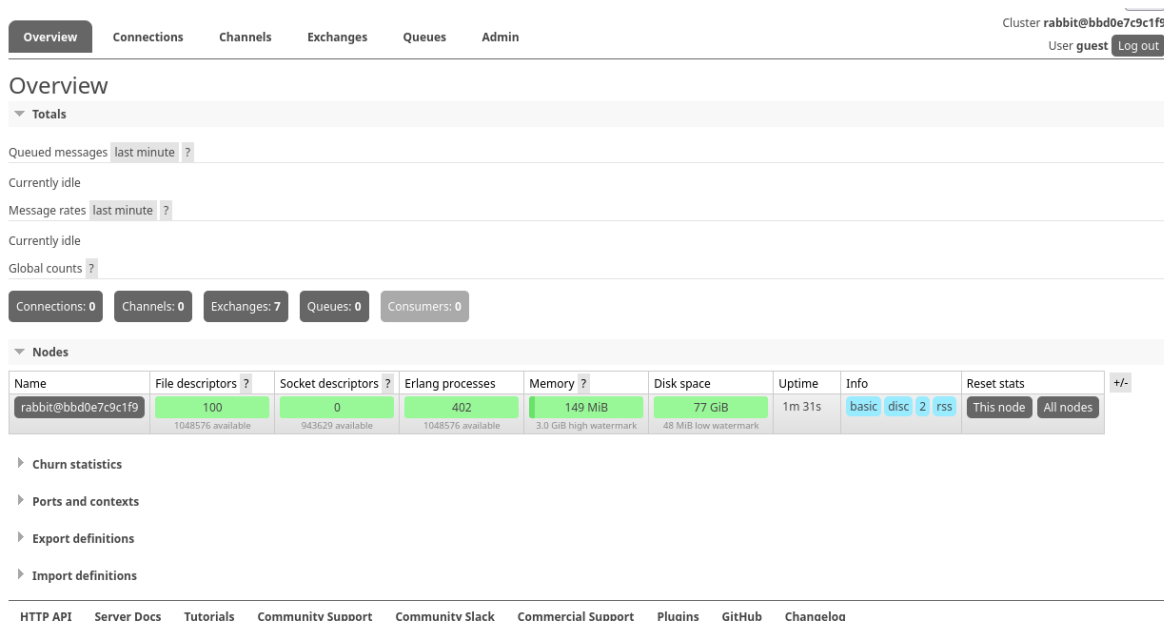 Cluster rabbit@bbd0e7c9c1f9
Overview Connections Channels Exchanges Queues Admin
User guest Log out
Overview
Totals
Queued messages last minute ?
Currently idle
Message rates last minute ?
Currently idle
Global counts ?
Connections: 0 Channels: 0 Exchanges: 7 Queues: 0 Consumers: 0
Nodes
Name File descriptors ? Socket descriptors ? Erlang processes Memory ? Disk space Uptime Info Reset stats +/-
rabbit@bbd0e7c9c1f9 100 0 402 149 MiB 77 GiB 1m 31s basic disc 2 rss This node All nodes
1048576 available 943629 available 1048576 available 3.0 GiB high watermark 48 MiB low watermark
Churn statistics
Ports and contexts
Export definitions
Import definitions
HTTP API Server Docs Tutorials Community Support Community Slack Commercial Support Plugins GitHub Changelog